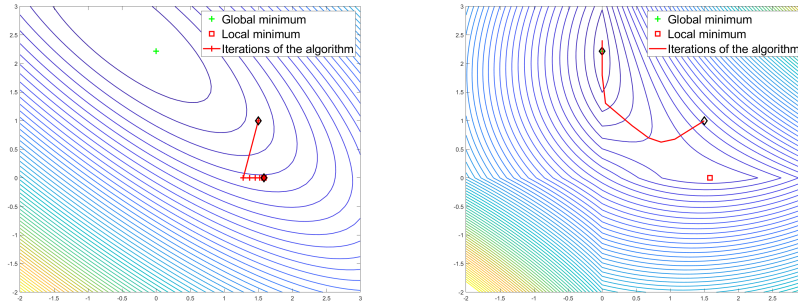 3
2.5
2
1.5
1
0.5
0
-0.5
-1
-1.5
-2
-2 -1.5 -1 -0.5 0 0.5 1 1.5 2 2.5 3
Global minimum
Local minimum
Iterations of the algorithm
3
2.5
2
1.5
1
0.5
0
-0.5
-1
-1.5
-2
-2 -1.5 -1 -0.5 0 0.5 1 1.5 2 2.5
Global minimum
Local minimum
Iterations of the algorithm